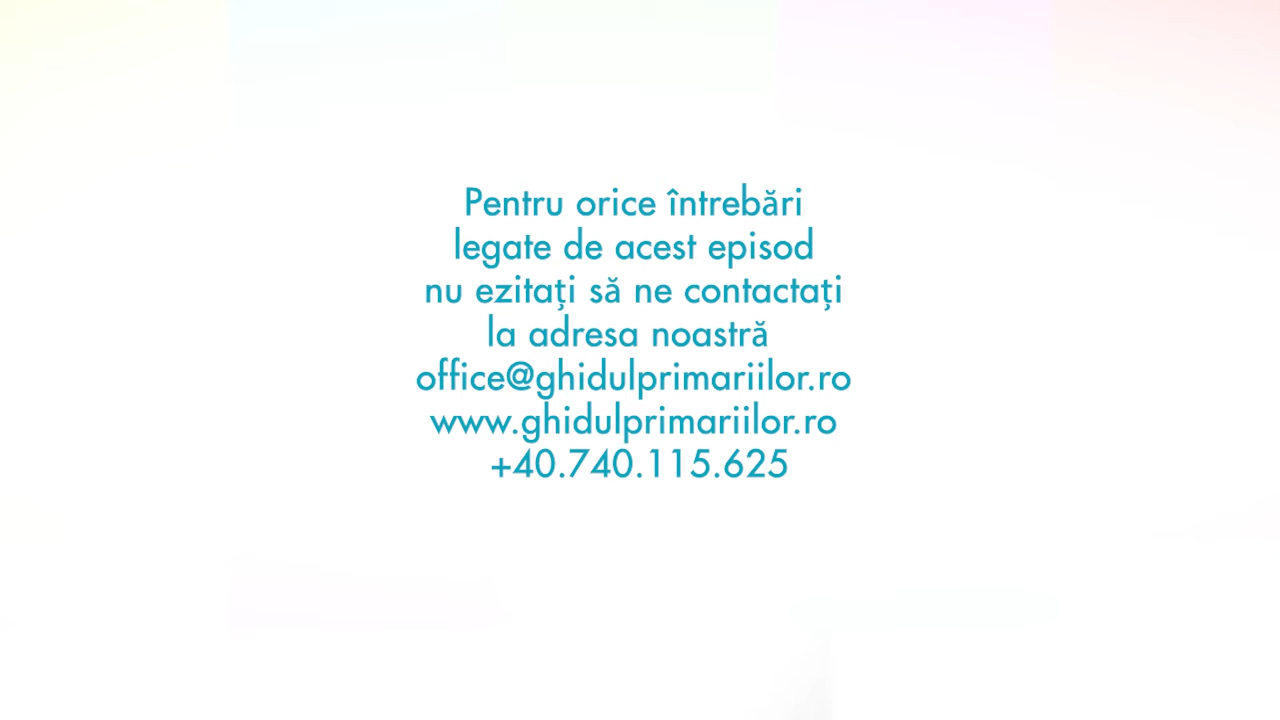 Pentru orice întrebări
legate de acest episod
nu ezitați să ne contactați
la adresa noastră
office@ghidulprimariilor.ro
www.ghidulprimariilor.ro
+40.740.115.625